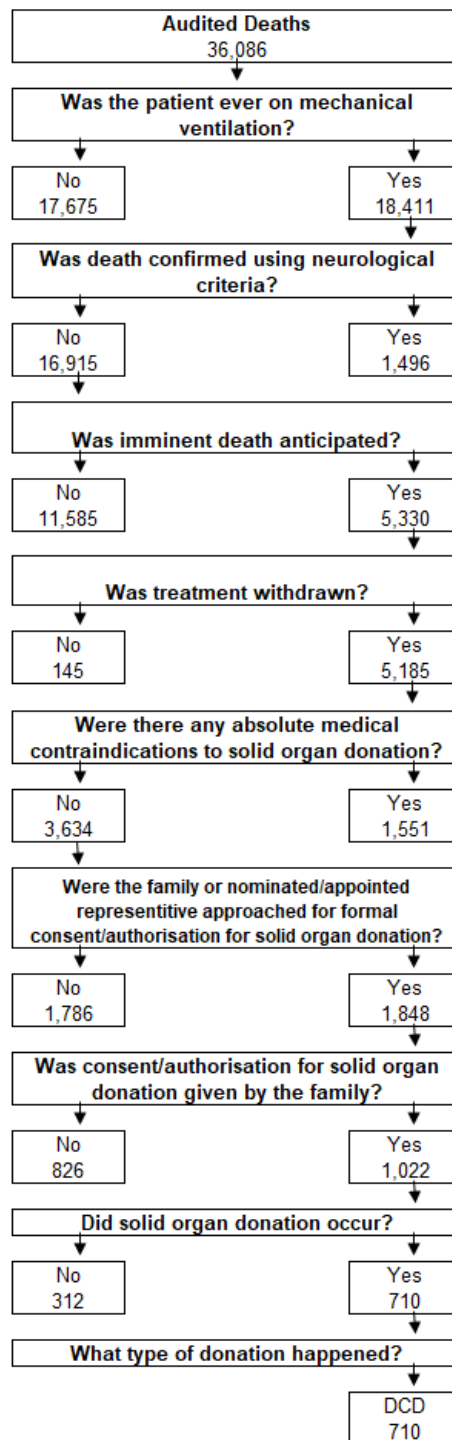 Audited Deaths
36,086
Was the patient ever on mechanical
ventilation?
No
17,675
Yes
18,411
Was death confirmed using neurological
criteria?
No
16,915
Yes
1,496
Was imminent death anticipated?
No
11,585
Yes
5,330
Was treatment withdrawn?
No
145
Yes
5,185
Were there any absolute medical
contraindications to solid organ donation?
No
3,634
Yes
1,551
Were the family or nominated/appointed
representitive approached for formal
consent/authorisation for solid organ donation?
No
1,786
Yes
1,848
Was consent/authorisation for solid organ
donation given by the family?
No
826
Yes
1,022
Did solid organ donation occur?
No
312
Yes
710
What type of donation happened?
DCD
710